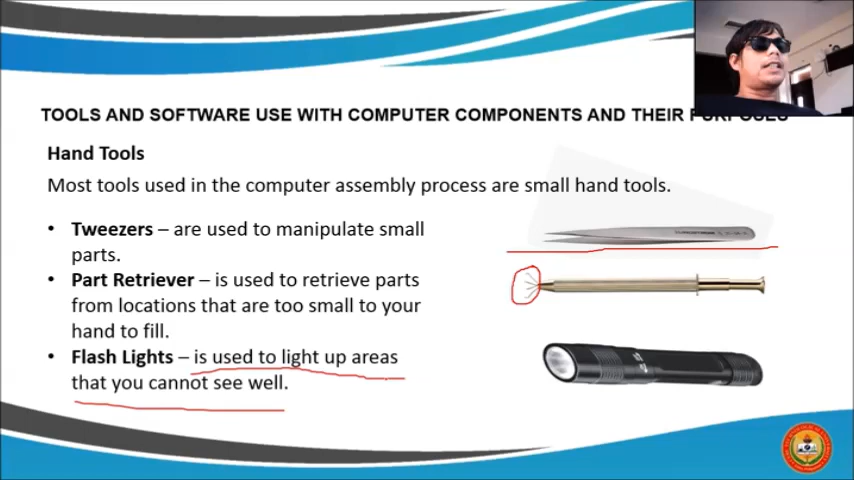 TOOLS AND SOFTWARE USE WITH COMPUTER COMPONENTS AND THEIR PURPOSES
Hand Tools
Most tools used in the computer assembly process are small hand tools.
• Tweezers – are used to manipulate small
parts.
• Part Retriever – is used to retrieve parts
from locations that are too small to your
hand to fill.
• Flash Lights – is used to light up areas
that you cannot see well.